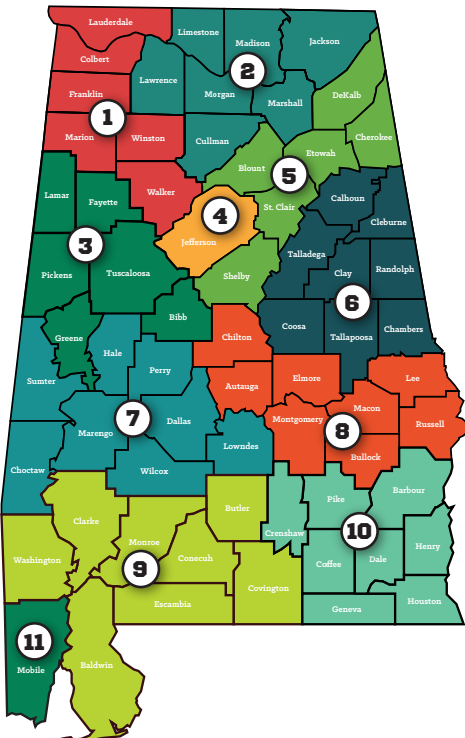 Lauderdale
Limestone
Madison
Jackson
Colbert
2
Lawrence
Franklin
Morgan
DeKalb
Marshall
1
Marion
Winston
Cullman
Cherokee
Etowah
Blount
5
Lamar
Fayette
Walker
Calhoun
St. Clair
4
Cleburne
Jefferson
3
Talladega
Pickens
Tuscaloosa
Shelby
Clay
Randolph
6
Bibb
Coosa
Tallapoosa
Chambers
Greene
Chilton
Hale
Perry
Sumter
Autauga
Elmore
Lee
Macon
7
Dallas
Montgomery
8
Russell
Marengo
Lowndes
Bullock
Choctaw
Wilcox
Barbour
Pike
Butler
Clarke
Crenshaw
10
Monroe
Henry
Washington
Conecuh
9
Coffee
Dale
Covington
Escambia
Geneva
Houston
11
Mobile
Baldwin